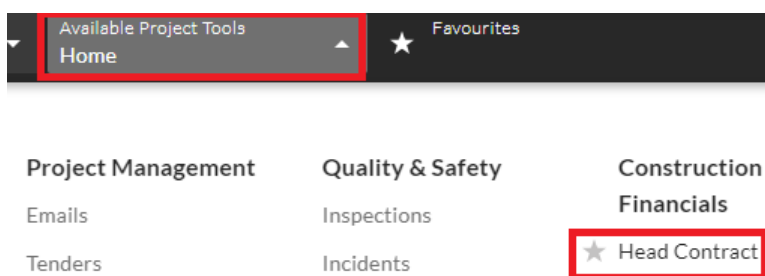 Available Project Tools
Home
Favourites
Project Management
Emails
Tenders
Quality & Safety
Inspections
Incidents
Construction
Financials
Head Contract